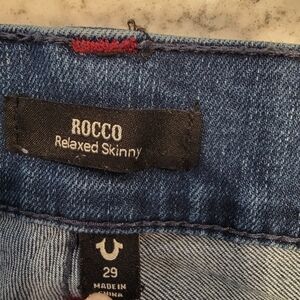 ROCCO
Relaxed Skinny
29
MADE IN
CHINA